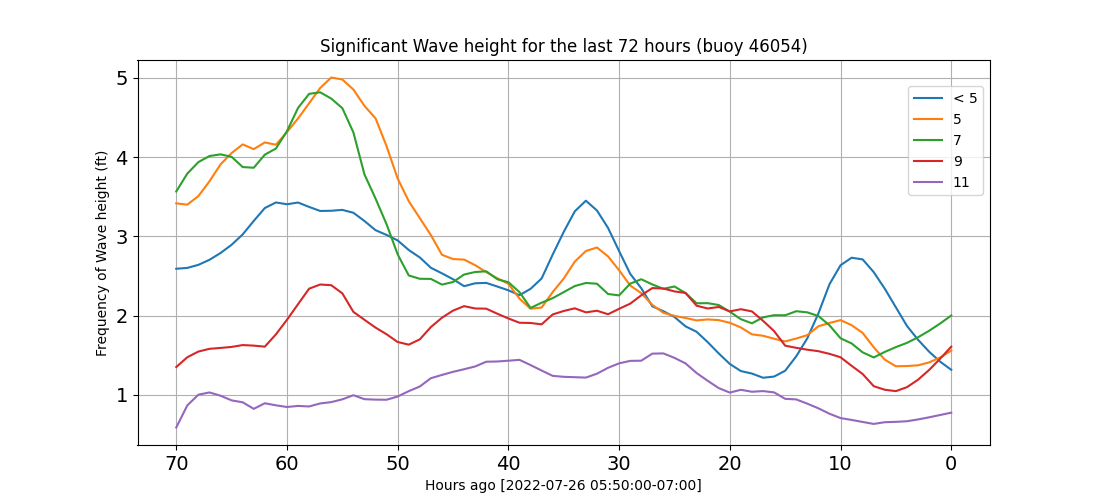 Significant Wave height for the last 72 hours (buoy 46054)
Frequency of Wave height (ft)
5
4
3
2
1
< 5
5
7
9
11
70 60 50 40 30 20 10 0
Hours ago [2022-07-26 05:50:00-07:00]